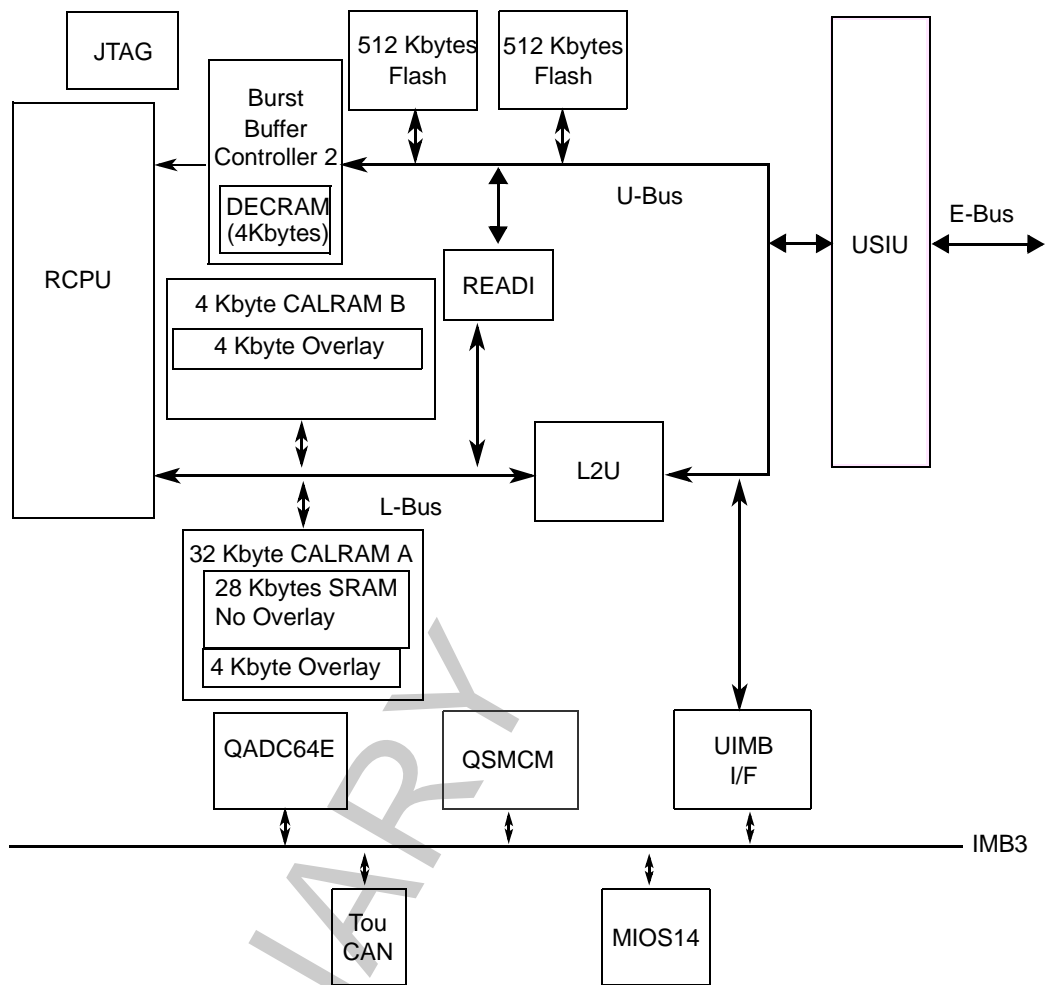 JTAG
512 Kbytes
Flash
512 Kbytes
Flash
Burst
Buffer
Controller 2
DECRAM
(4Kbytes)
U-Bus
E-Bus
USIU
RCPU
READI
4 Kbyte CALRAM B
4 Kbyte Overlay
L2U
L-Bus
32 Kbyte CALRAM A
28 Kbytes SRAM
No Overlay
4 Kbyte Overlay
QADC64E
QSMCM
UIMB
I/F
IMB3
Tou
CAN
MIOS14
IARY